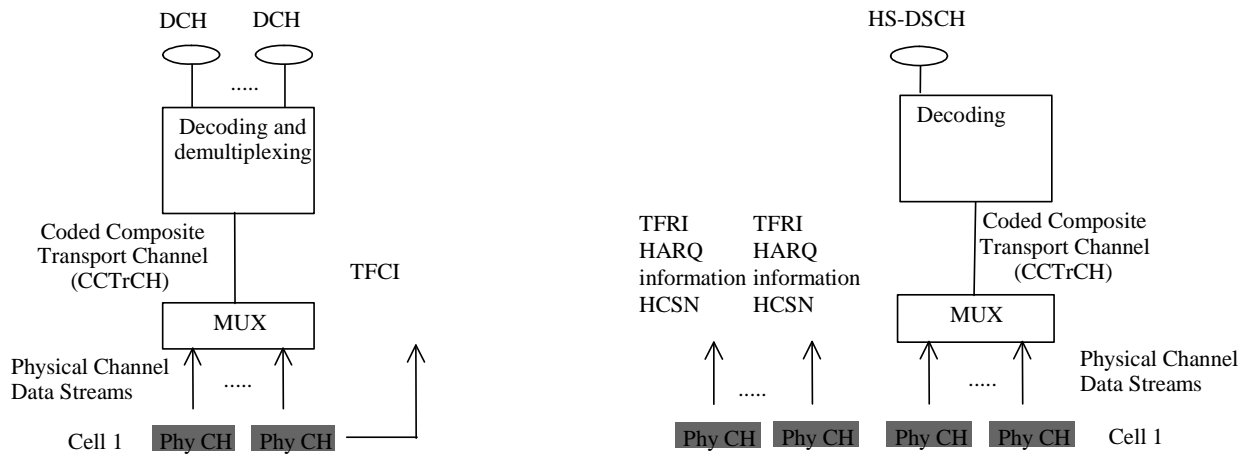 DCH DCH
.....
Decoding and
demultiplexing
Coded Composite
Transport Channel
(CCTrCH)
TFCI
MUX
Physical Channel
Data Streams
.....
Cell 1 Phy CH Phy CH
HS-DSCH
Decoding
TFRI
HARQ
information
HCSN
TFRI
HARQ
information
HCSN
Coded Composite
Transport Channel
(CCTrCH)
MUX
Physical Channel
Data Streams
.....
.....
Phy CH Phy CH Phy CH Phy CH Cell 1